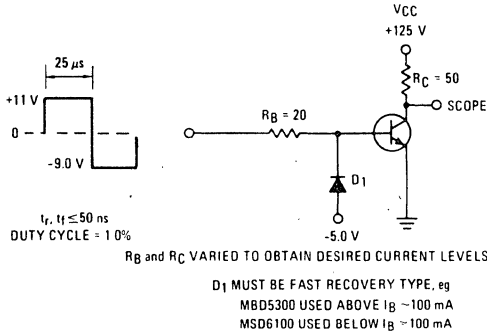 VCC
+125 V
25 µs
RC = 50
+11 V
SCOPE
RB = 20
0
-9.0 V
D1
tr, tf ≤ 50 ns
DUTY CYCLE = 1.0%
-5.0 V
RB and RC VARIED TO OBTAIN DESIRED CURRENT LEVELS
D1 MUST BE FAST RECOVERY TYPE, eg
MBD5300 USED ABOVE IB ~100 mA
MSD6100 USED BELOW IB ~100 mA